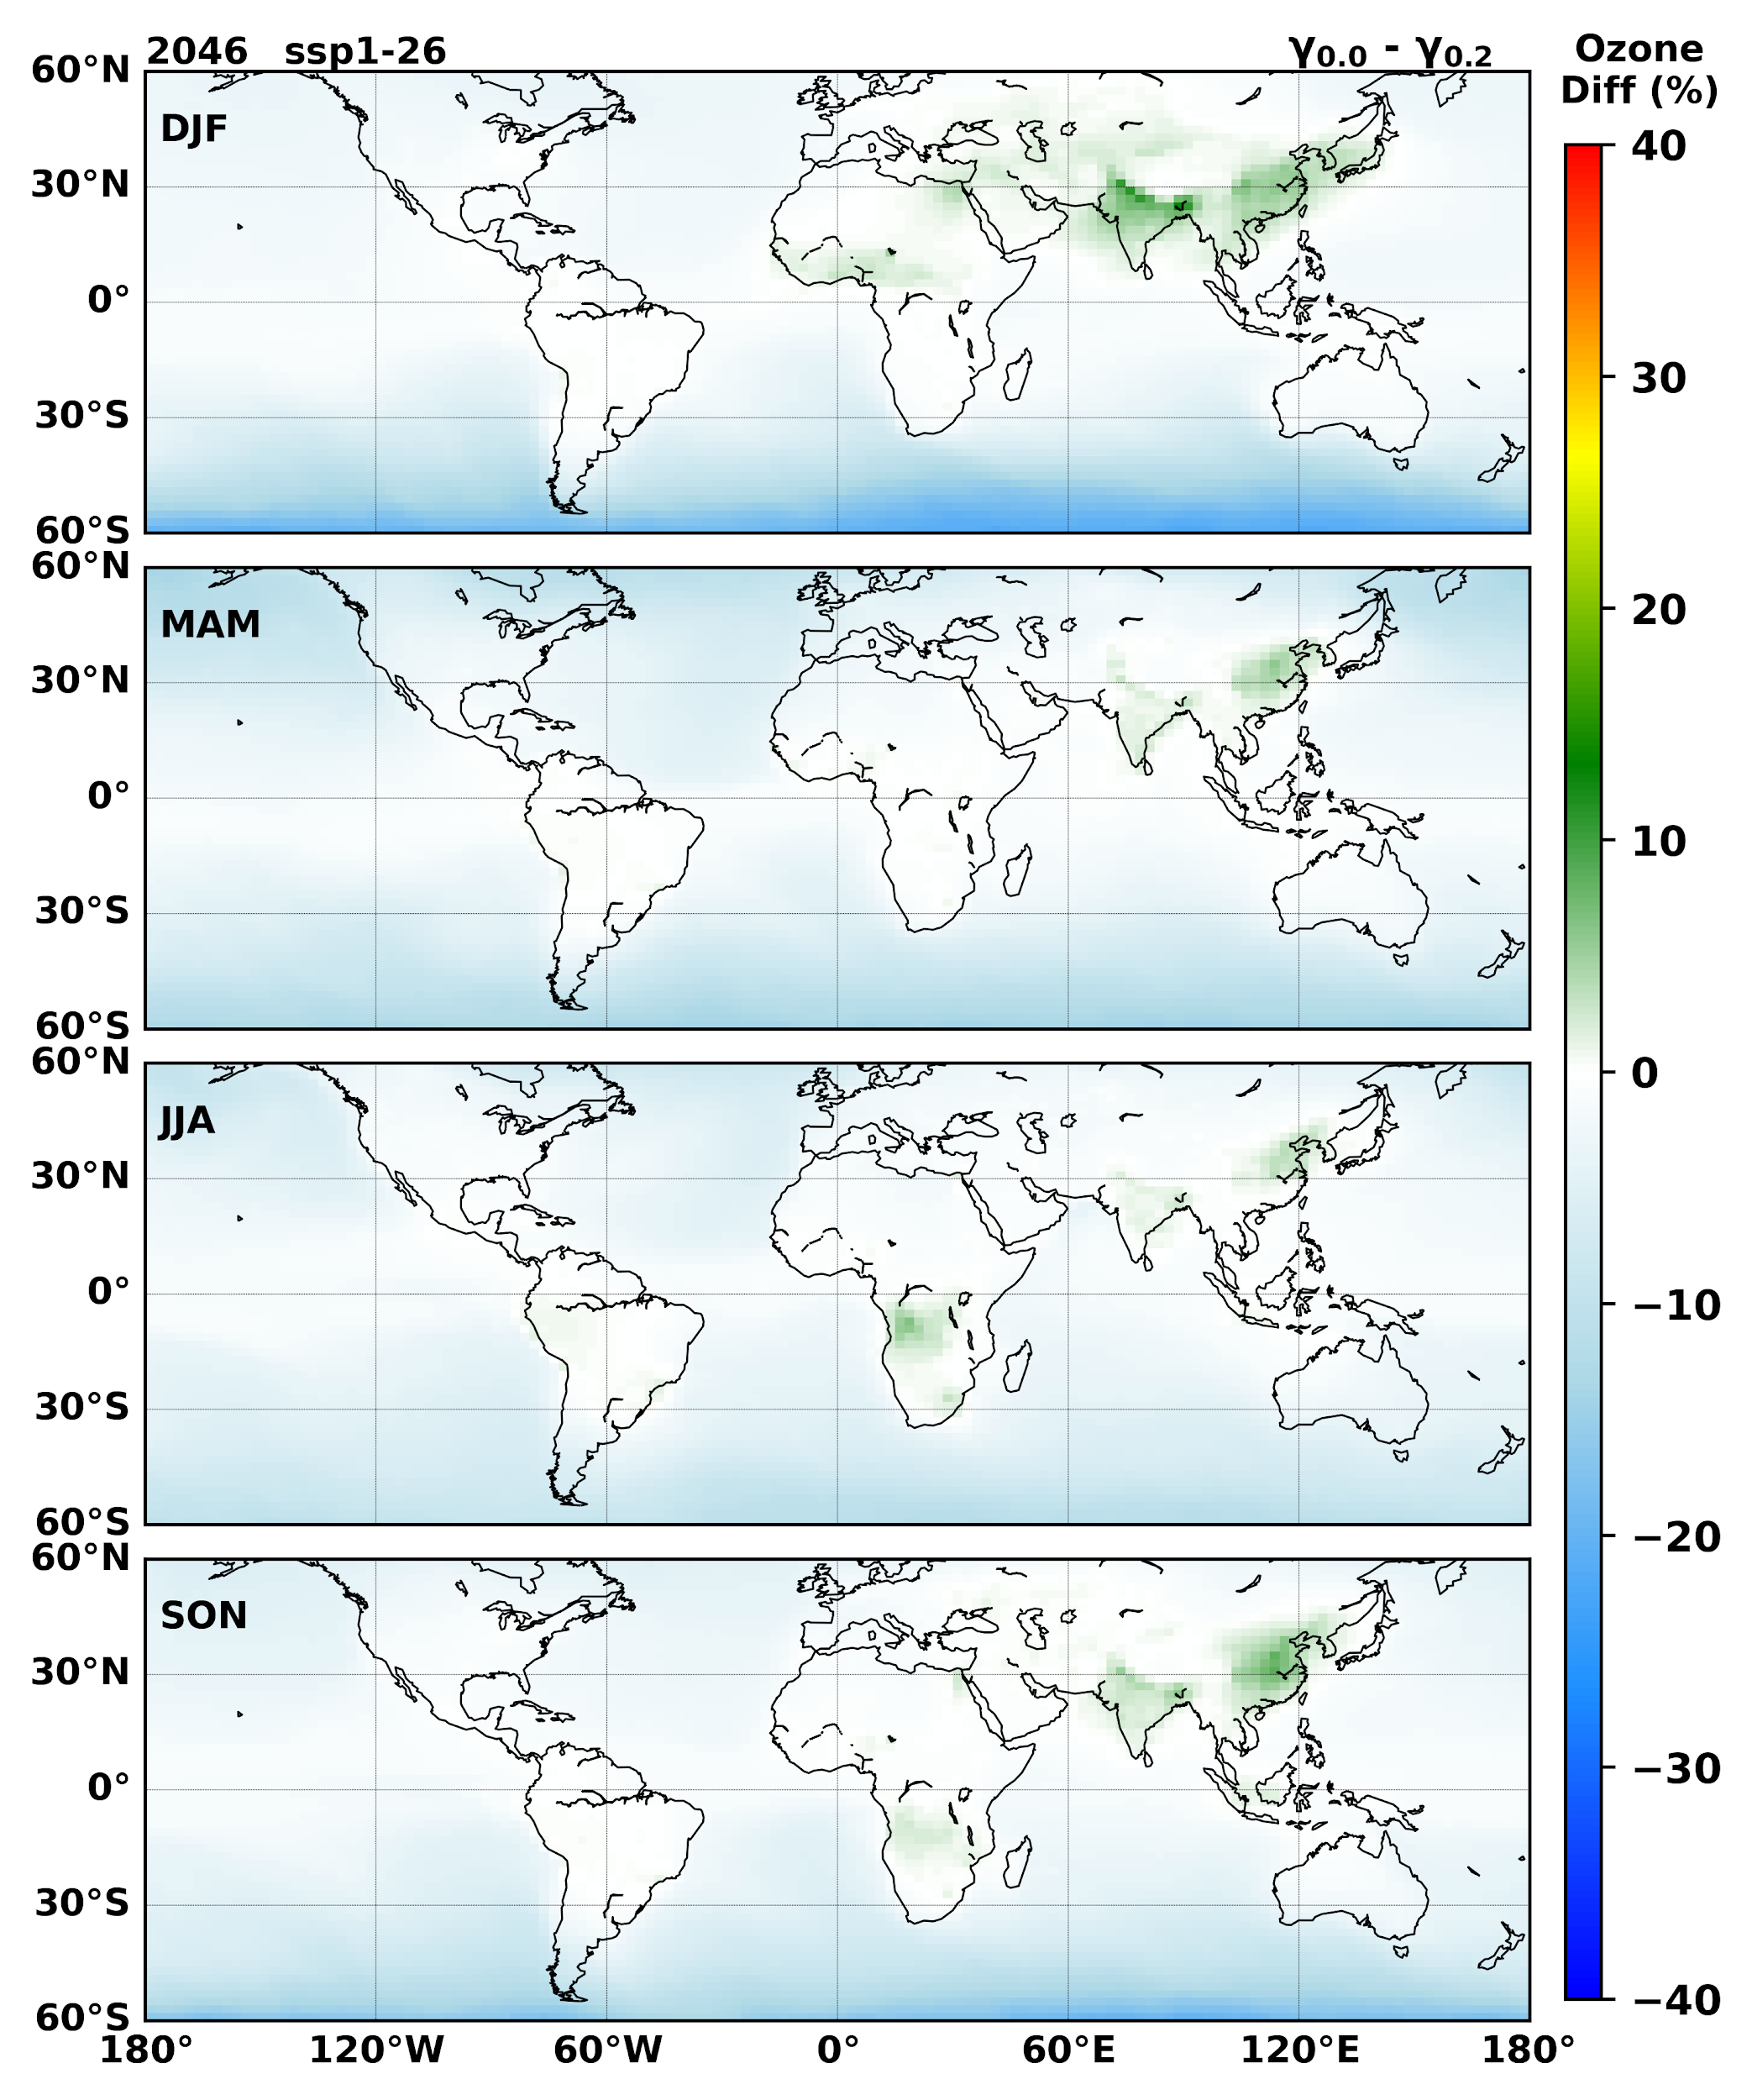 2046 ssp1-26 γ0.0 - γ0.2
Ozone
Diff (%)
60°N
DJF
30°N
0°
30°S
60°S
60°N
MAM
30°N
0°
30°S
60°S
60°N
JJA
30°N
0°
30°S
60°S
60°N
SON
30°N
0°
30°S
60°S
180° 120°W 60°W 0° 60°E 120°E 180°
40
30
20
10
0
−10
−20
−30
−40